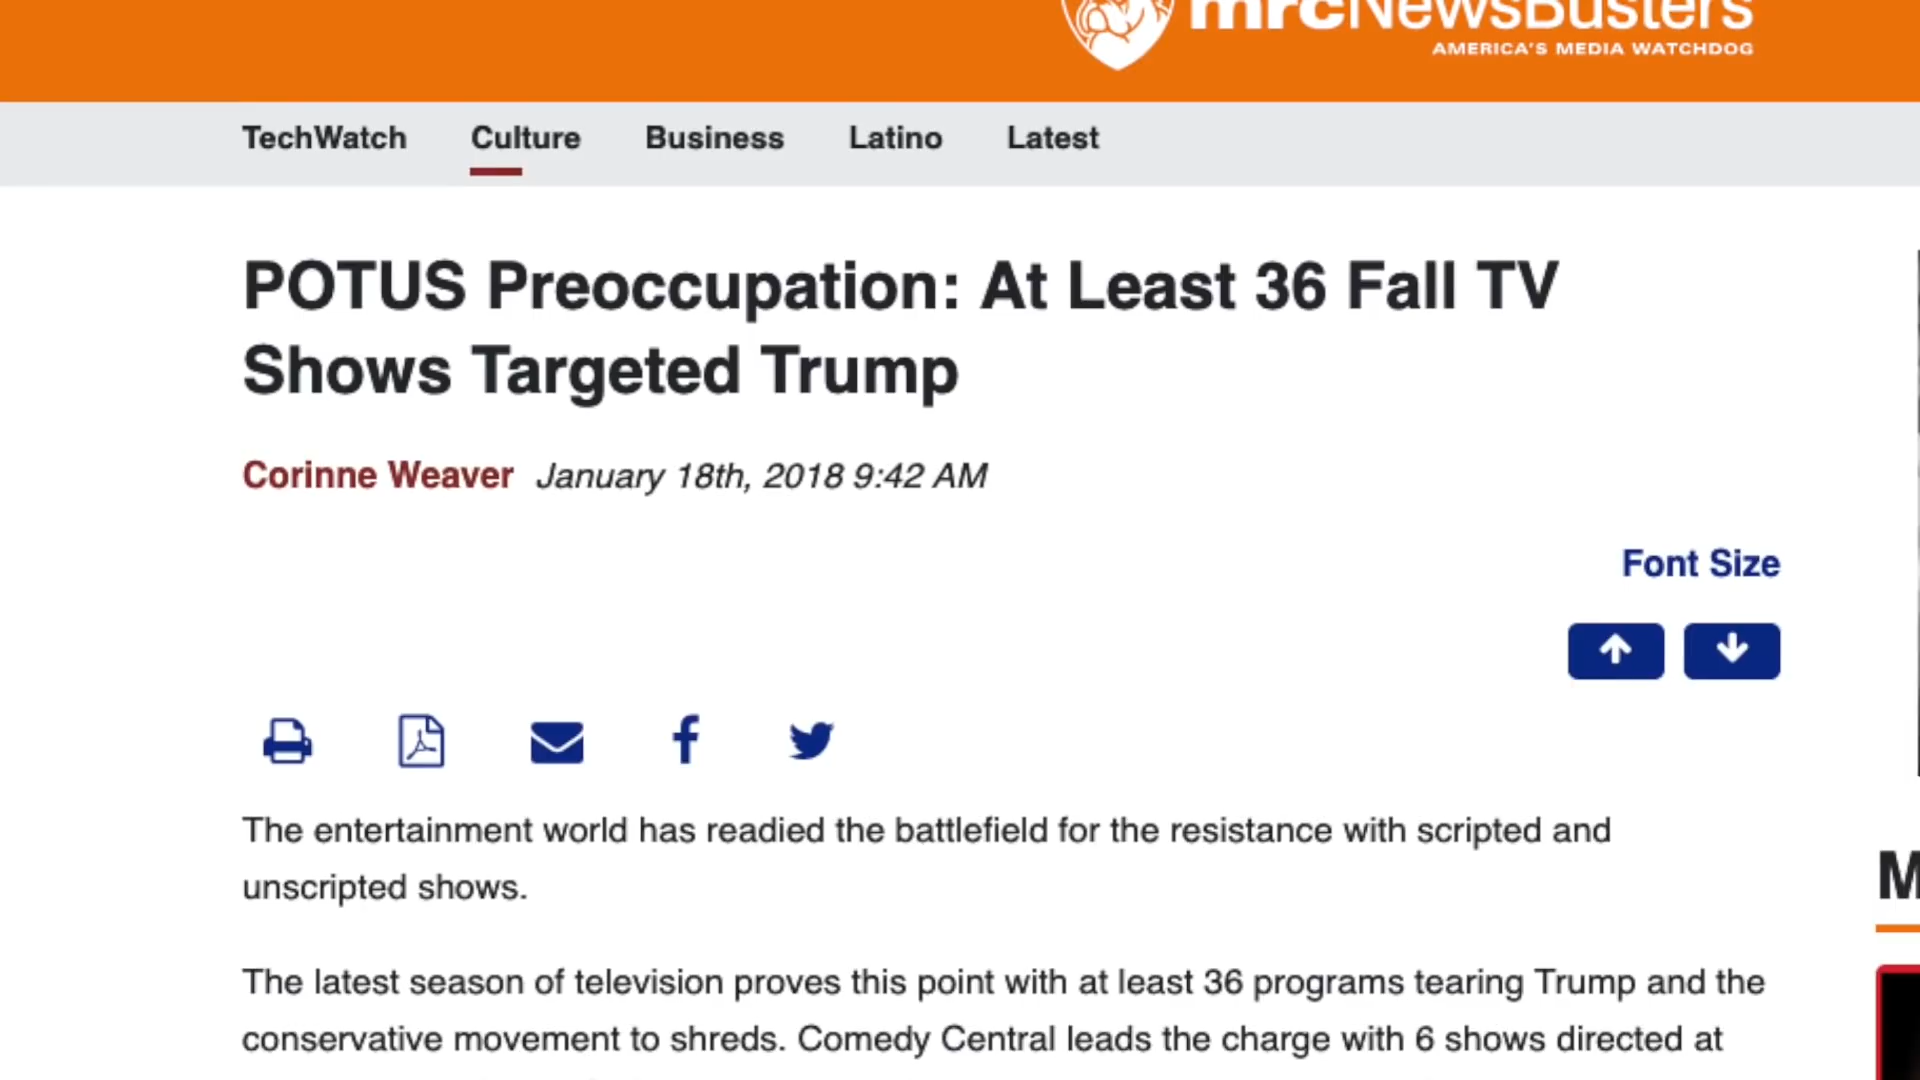 mrcNewsBusters
AMERICA'S MEDIA WATCHDOG
TechWatch Culture Business Latino Latest
POTUS Preoccupation: At Least 36 Fall TV
Shows Targeted Trump
Corinne Weaver January 18th, 2018 9:42 AM
Font Size
The entertainment world has readied the battlefield for the resistance with scripted and
unscripted shows.
M
The latest season of television proves this point with at least 36 programs tearing Trump and the
conservative movement to shreds. Comedy Central leads the charge with 6 shows directed at